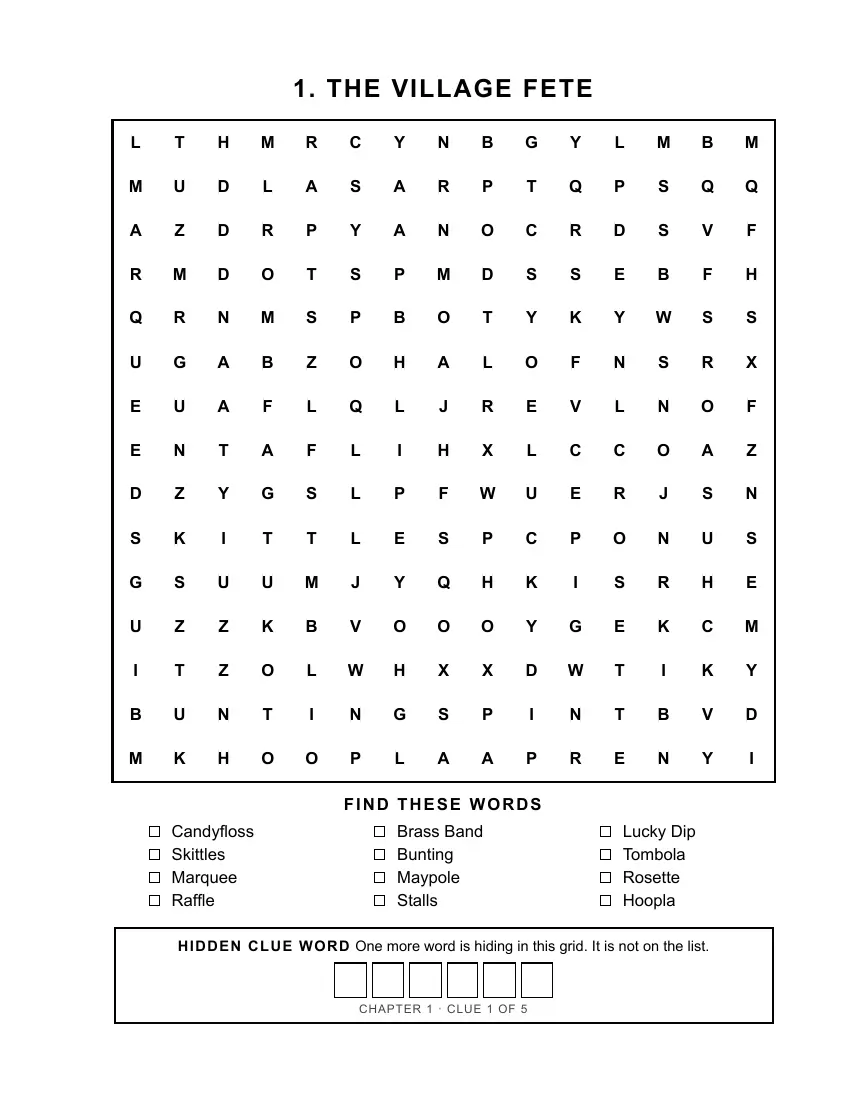 1. THE VILLAGE FETE
L T H M R C Y N B G Y L M B M
M U D L A S A R P T Q P S Q Q
A Z D R P Y A N O C R D S V F
R M D O T S P M D S S E B F H
Q R N M S P B O T Y K Y W S S
U G A B Z O H A L O F N S R X
E U A F L Q L J R E V L N O F
E N T A F L I H X L C C O A Z
D Z Y G S L P F W U E R J S N
S K I T T L E S P C P O N U S
G S U U M J Y Q H K I S R H E
U Z Z K B V O O O Y G E K C M
I T Z O L W H X X D W T I K Y
B U N T I N G S P I N T B V D
M K H O O P L A A P R E N Y I
FIND THESE WORDS
Candyfloss Brass Band Lucky Dip
Skittles Bunting Tombola
Marquee Maypole Rosette
Raffle Stalls Hoopla
HIDDEN CLUE WORD One more word is hiding in this grid. It is not on the list.
CHAPTER 1 · CLUE 1 OF 5